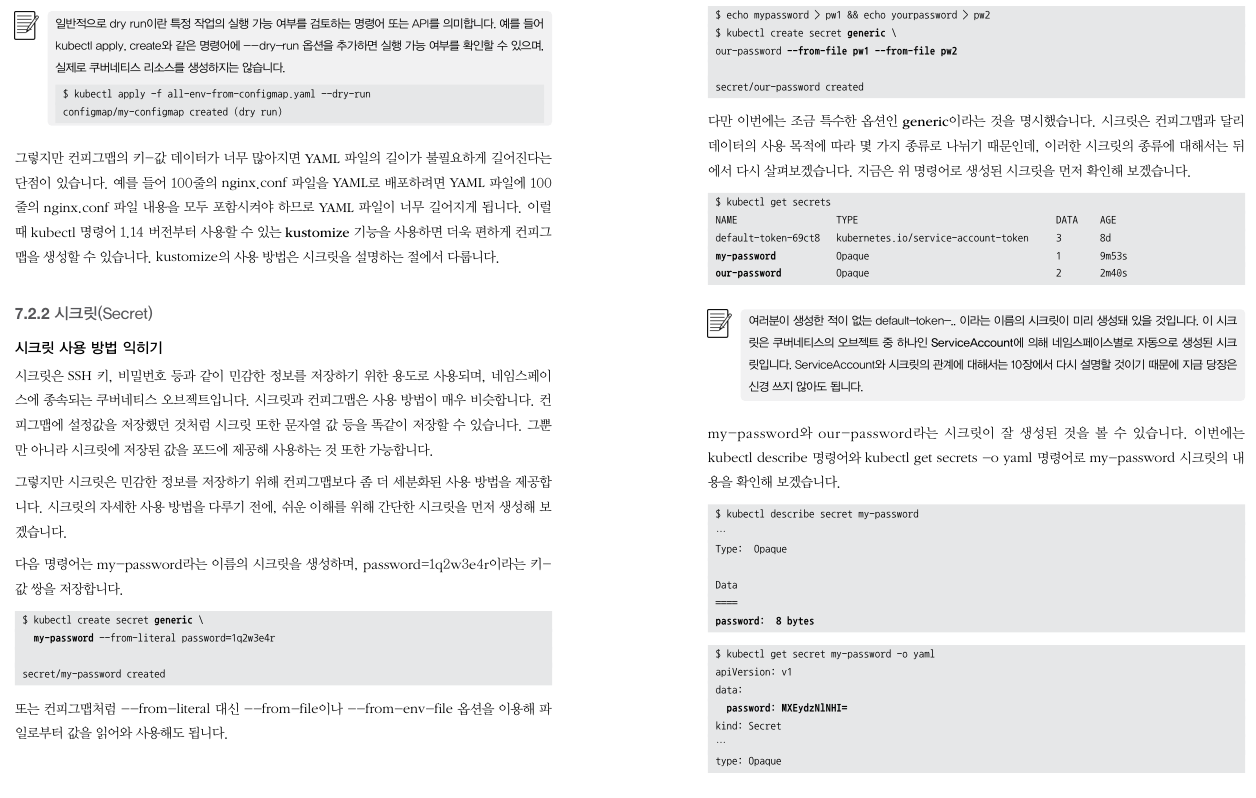 일반적으로 dry run이란 특정 작업의 실행 가능 여부를 검토하는 명령어 또는 API를 의미합니다. 예를 들어
kubectl apply, create와 같은 명령어에 --dry-run 옵션을 추가하면 실행 가능 여부를 확인할 수 있으며,
실제로 쿠버네티스 리소스를 생성하지는 않습니다.
$ kubectl apply -f all-env-from-configmap.yaml --dry-run
configmap/my-configmap created (dry run)
그렇지만 컨피그맵의 키-값 데이터가 너무 많아지면 YAML 파일의 길이가 불필요하게 길어진다는
단점이 있습니다. 예를 들어 100줄의 nginx.conf 파일을 YAML로 배포하려면 YAML 파일에 100
줄의 nginx.conf 파일 내용을 모두 포함시켜야 하므로 YAML 파일이 너무 길어지게 됩니다. 이럴
때 kubectl 명령어 1.14 버전부터 사용할 수 있는 kustomize 기능을 사용하면 더욱 편하게 컨피그
맵을 생성할 수 있습니다. kustomize의 사용 방법은 시크릿을 설명하는 절에서 다룹니다.
7.2.2 시크릿(Secret)
시크릿 사용 방법 익히기
시크릿은 SSH 키, 비밀번호 등과 같이 민감한 정보를 저장하기 위한 용도로 사용되며, 네임스페이
스에 종속되는 쿠버네티스 오브젝트입니다. 시크릿과 컨피그맵은 사용 방법이 매우 비슷합니다. 컨
피그맵에 설정값을 저장했던 것처럼 시크릿 또한 문자열 값 등을 똑같이 저장할 수 있습니다. 그뿐
만 아니라 시크릿에 저장된 값을 포드에 제공해 사용하는 것 또한 가능합니다.
그렇지만 시크릿은 민감한 정보를 저장하기 위해 컨피그맵보다 좀 더 세분화된 사용 방법을 제공합
니다. 시크릿의 자세한 사용 방법을 다루기 전에, 쉬운 이해를 위해 간단한 시크릿을 먼저 생성해 보
겠습니다.
다음 명령어는 my-password라는 이름의 시크릿을 생성하며, password=1q2w3e4r이라는 키-
값 쌍을 저장합니다.
$ kubectl create secret generic \
my-password --from-literal password=1q2w3e4r
secret/my-password created
또는 컨피그맵처럼 --from-literal 대신 --from-file이나 --from-env-file 옵션을 이용해 파
일로부터 값을 읽어와 사용해도 됩니다.
$ echo mypassword > pw1 && echo yourpassword > pw2
$ kubectl create secret generic \
our-password --from-file pw1 --from-file pw2
secret/our-password created
다만 이번에는 조금 특수한 옵션인 generic이라는 것을 명시했습니다. 시크릿은 컨피그맵과 달리
데이터의 사용 목적에 따라 몇 가지 종류로 나뉘기 때문인데, 이러한 시크릿의 종류에 대해서는 뒤
에서 다시 살펴보겠습니다. 지금은 위 명령어로 생성된 시크릿을 먼저 확인해 보겠습니다.
$ kubectl get secrets
NAME TYPE DATA AGE
default-token-69ct8 kubernetes.io/service-account-token 3 8d
my-password Opaque 1 9m53s
our-password Opaque 2 2m40s
여러분이 생성한 적이 없는 default-token-.. 이라는 이름의 시크릿이 미리 생성돼 있을 것입니다. 이 시크
릿은 쿠버네티스의 오브젝트 중 하나인 ServiceAccount에 의해 네임스페이스별로 자동으로 생성된 시크
릿입니다. ServiceAccount와 시크릿의 관계에 대해서는 10장에서 다시 설명할 것이기 때문에 지금 당장은
신경 쓰지 않아도 됩니다.
my-password와 our-password라는 시크릿이 잘 생성된 것을 볼 수 있습니다. 이번에는
kubectl describe 명령어와 kubectl get secrets -o yaml 명령어로 my-password 시크릿의 내
용을 확인해 보겠습니다.
$ kubectl describe secret my-password
...
Type: Opaque
Data
====
password: 8 bytes
$ kubectl get secret my-password -o yaml
apiVersion: v1
data:
password: MXEydzNlNHI=
kind: Secret
...
type: Opaque